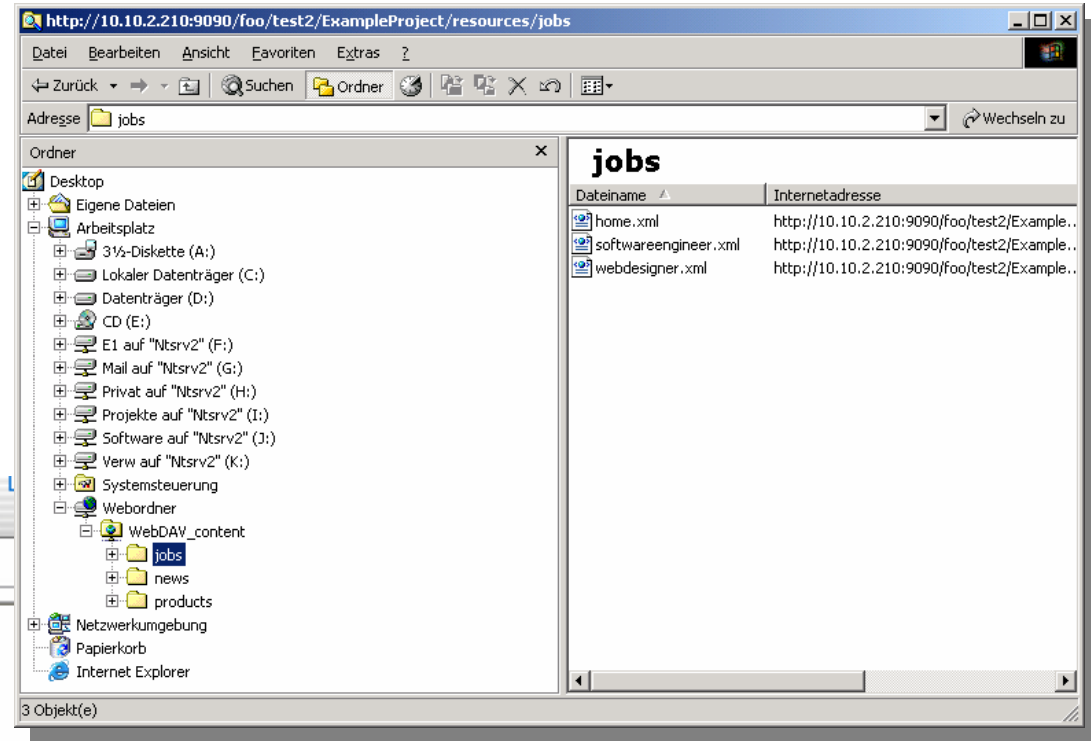 http://10.10.2.210:9090/foo/test2/ExampleProject/resources/jobs
Datei Bearbeiten Ansicht Favoriten Extras ?
Zurück Suchen Ordner
Adresse jobs Wechseln zu
Ordner
Desktop
Eigene Dateien
Arbeitsplatz
3½-Diskette (A:)
Lokaler Datenträger (C:)
Datenträger (D:)
CD (E:)
E1 auf "Ntsrv2" (F:)
Mail auf "Ntsrv2" (G:)
Privat auf "Ntsrv2" (H:)
Projekte auf "Ntsrv2" (I:)
Software auf "Ntsrv2" (J:)
Verw auf "Ntsrv2" (K:)
Systemsteuerung
Webordner
WebDAV_content
jobs
news
products
Netzwerkumgebung
Papierkorb
Internet Explorer
jobs
Dateiname Internetadresse
home.xml http://10.10.2.210:9090/foo/test2/Example..
softwareengineer.xml http://10.10.2.210:9090/foo/test2/Example..
webdesigner.xml http://10.10.2.210:9090/foo/test2/Example..
3 Objekt(e)